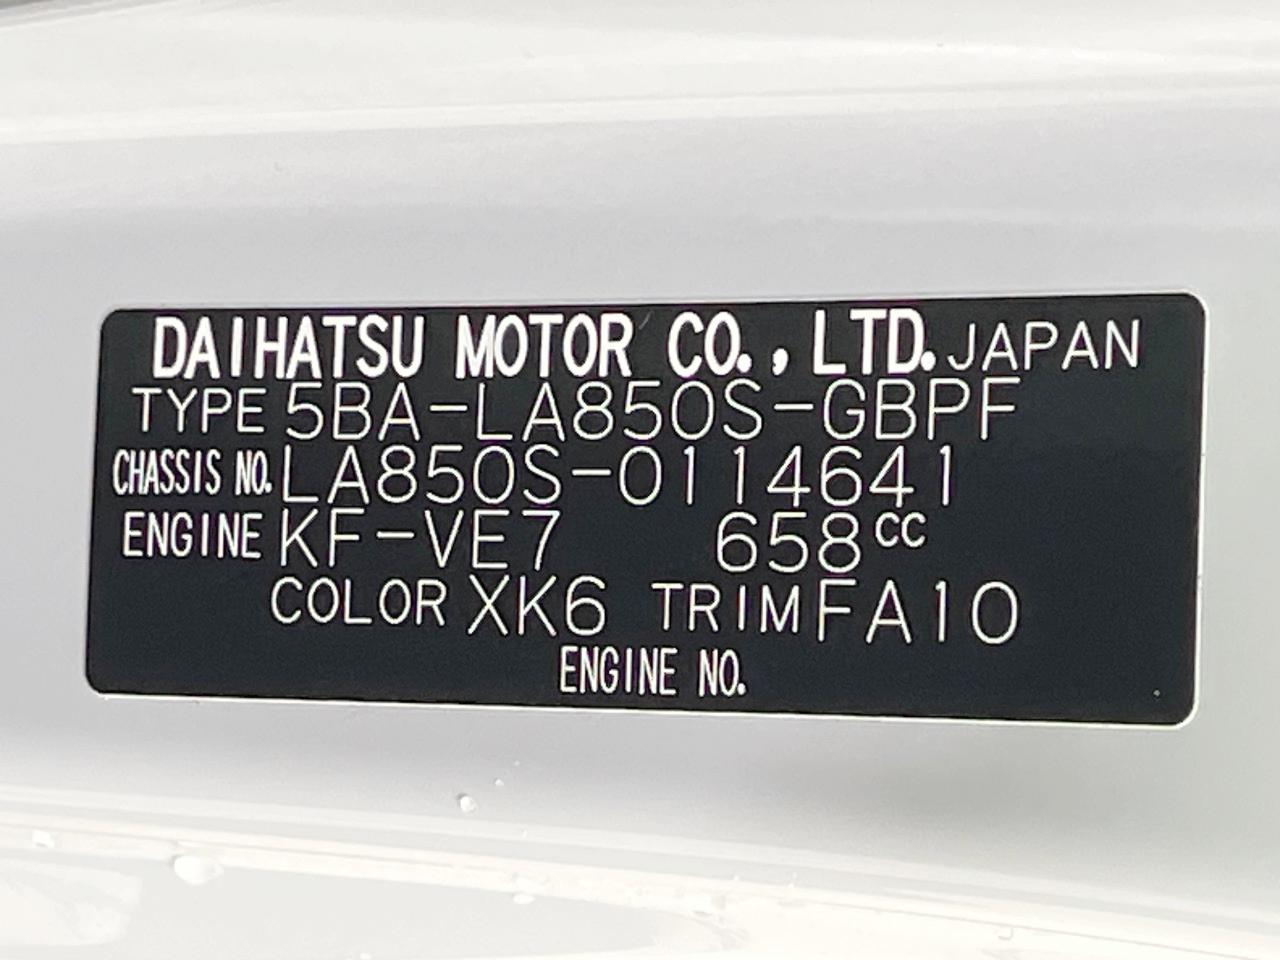 DAIHATSU MOTOR CO., LTD. JAPAN
TYPE 5BA-LA850S-GBPF
CHASSIS NO. LA850S-0114641
ENGINE KF-VE7 658cc
COLOR XK6 TRIM FA10
ENGINE NO.